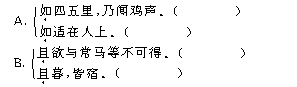 A. 如四五里,乃闻鸡声。(　　　　)
如适在人上。(　　　　)
B. 且欲与常马等不可得。(　　　　)
且暮,皆宿。(　　　　)